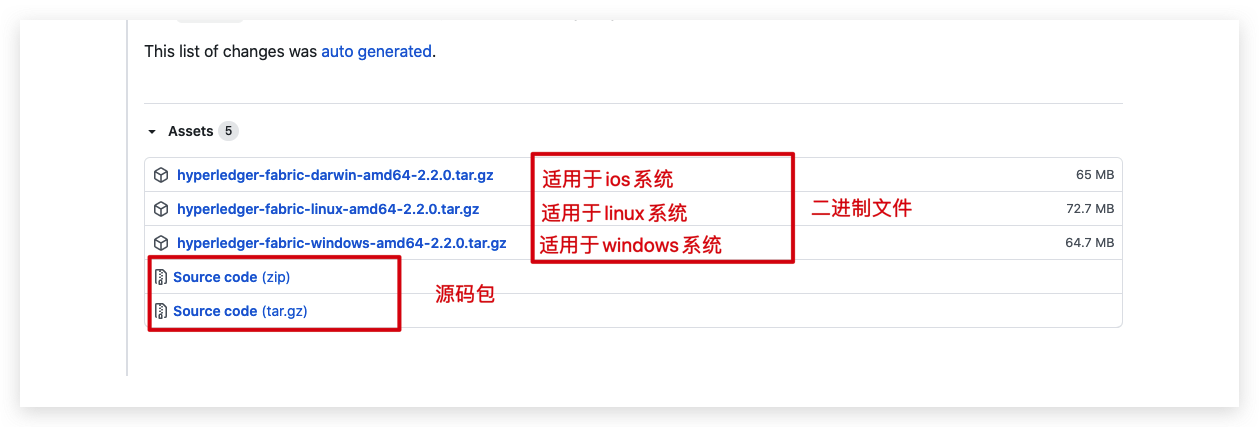 This list of changes was auto generated.
Assets 5
hyperledger-fabric-darwin-amd64-2.2.0.tar.gz 适用于ios系统 65 MB
hyperledger-fabric-linux-amd64-2.2.0.tar.gz 适用于linux系统 二进制文件 72.7 MB
hyperledger-fabric-windows-amd64-2.2.0.tar.gz 适用于windows系统 64.7 MB
Source code (zip)
源码包
Source code (tar.gz)